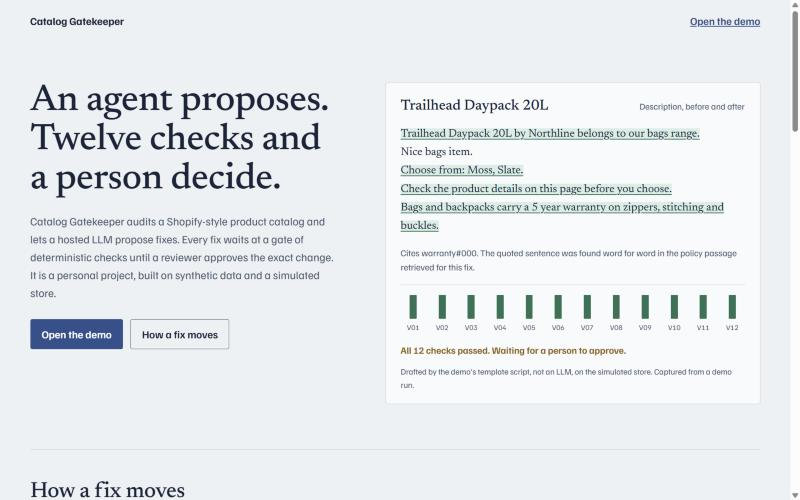 Catalog Gatekeeper
Open the demo
An agent proposes.
Twelve checks and
a person decide.
Catalog Gatekeeper audits a Shopify-style product catalog and
lets a hosted LLM propose fixes. Every fix waits at a gate of
deterministic checks until a reviewer approves the exact change.
It is a personal project, built on synthetic data and a simulated
store.
Open the demo
How a fix moves
Trailhead Daypack 20L
Description, before and after
Trailhead Daypack 20L by Northline belongs to our bags range.
Nice bags item.
Choose from: Moss, Slate.
Check the product details on this page before you choose.
Bags and backpacks carry a 5 year warranty on zippers, stitching and
buckles.
Cites warranty#000. The quoted sentence was found word for word in the policy passage
retrieved for this fix.
V01 V02 V03 V04 V05 V06 V07 V08 V09 V10 V11 V12
All 12 checks passed. Waiting for a person to approve.
Drafted by the demo's template script, not an LLM, on the simulated store. Captured from a demo
run.
How a fix moves